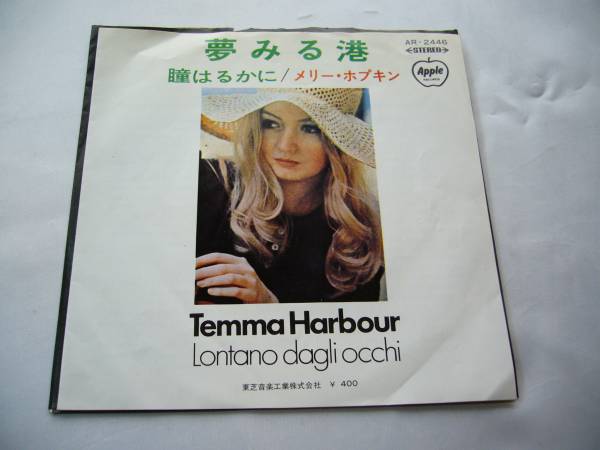 夢みる港
瞳はるかに/メリー・ホプキン
AR-2446
STEREO
Apple
RECORDS
Temma Harbour
Lontano dagli occhi
東芝音楽工業株式会社 ¥ 400